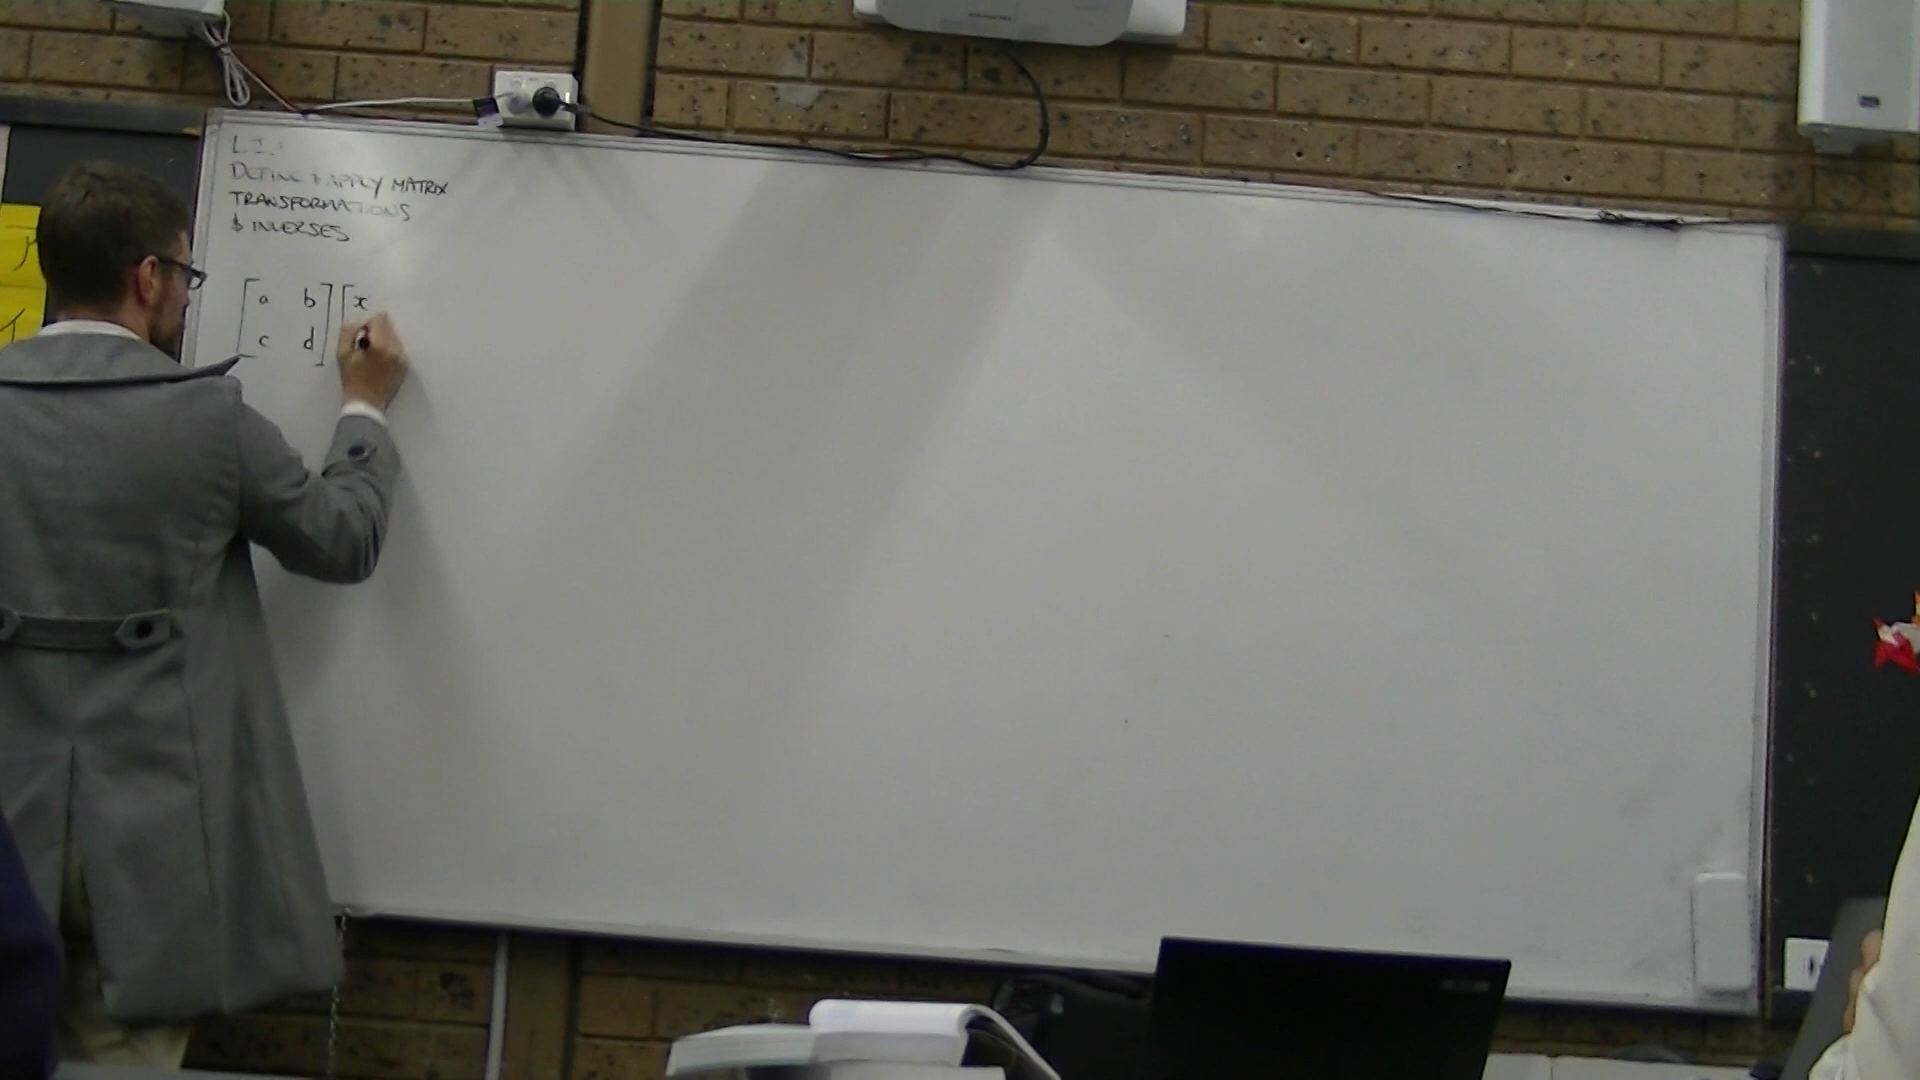 L.I.:
DEFINE & APPLY MATRIX
TRANSFORMATIONS
& INVERSES
[a b] [x
[c d]